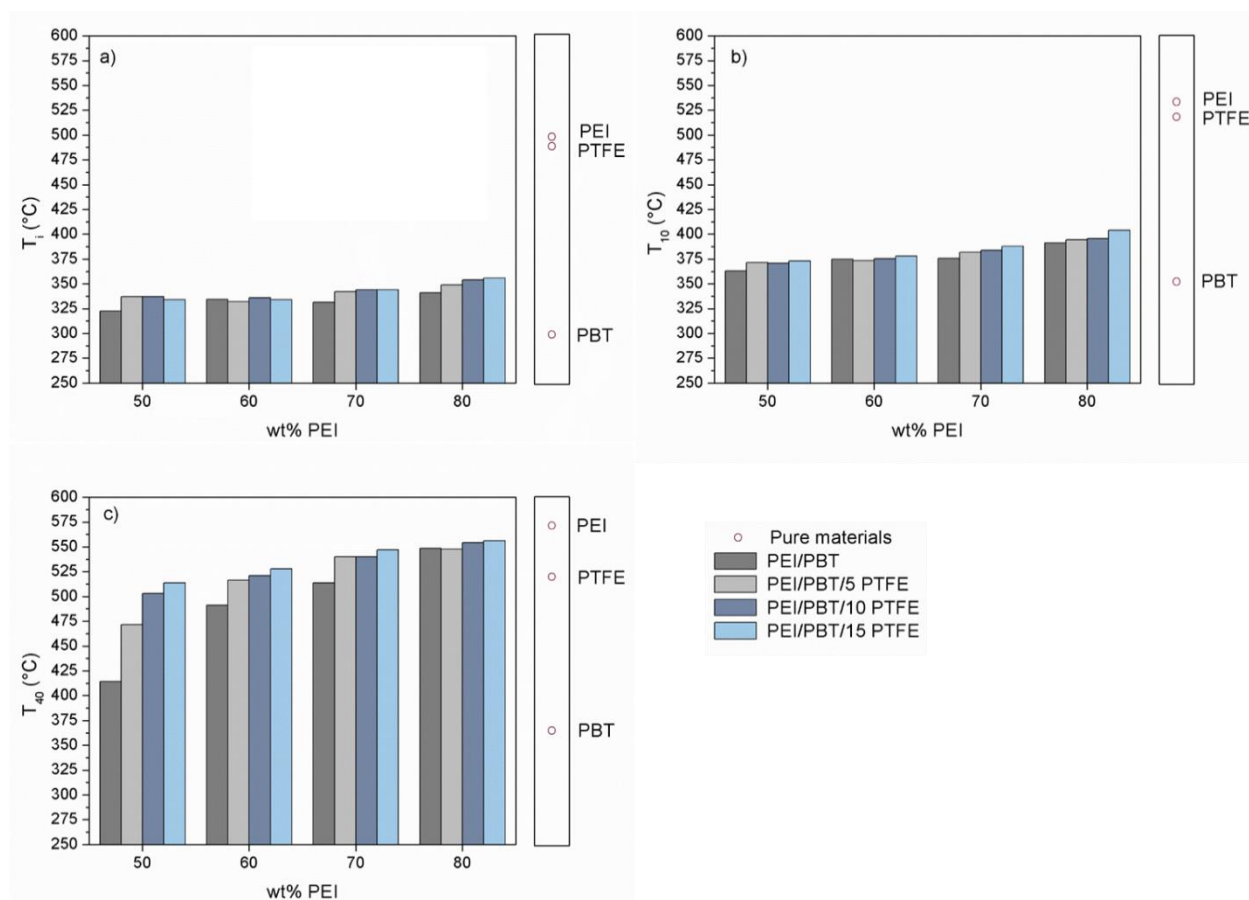 a)
600
575
550
525
500
475
450
425
400
375
350
325
300
275
250
T_i (°C)
50 60 70 80
wt% PEI
PEI
PTFE
PBT
b)
600
575
550
525
500
475
450
425
400
375
350
325
300
275
250
T_10 (°C)
50 60 70 80
wt% PEI
PEI
PTFE
PBT
c)
600
575
550
525
500
475
450
425
400
375
350
325
300
275
250
T_40 (°C)
50 60 70 80
wt% PEI
PEI
PTFE
PBT
Pure materials
PEI/PBT
PEI/PBT/5 PTFE
PEI/PBT/10 PTFE
PEI/PBT/15 PTFE